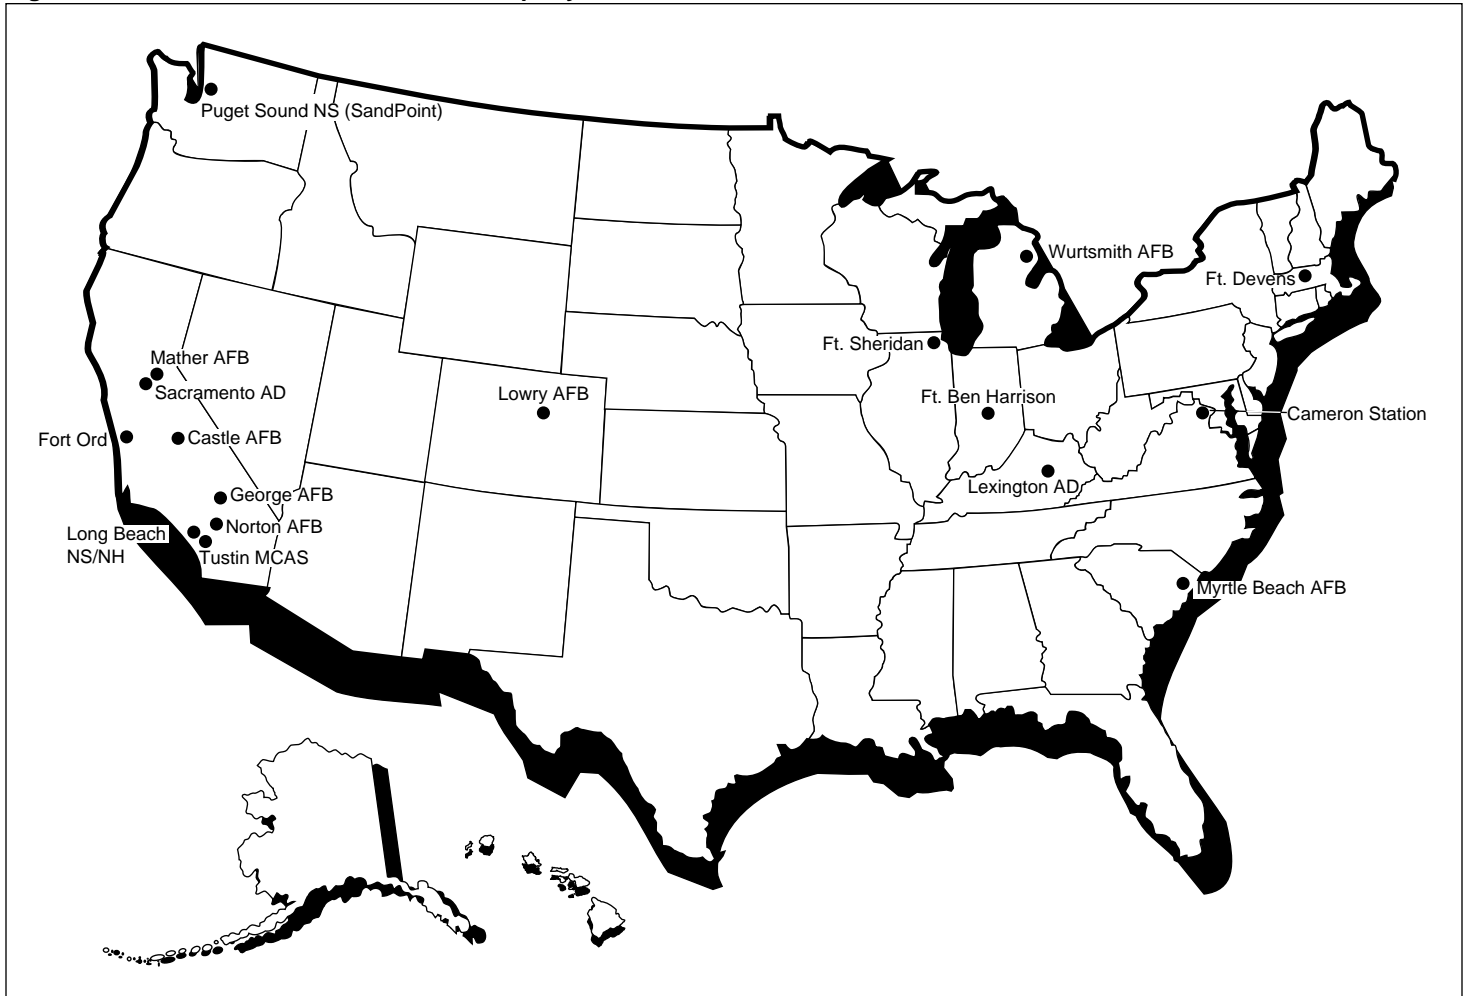 Puget Sound NS (SandPoint)
Wurtsmith AFB
Ft. Devens
Ft. Sheridan
Mather AFB
Sacramento AD
Lowry AFB
Ft. Ben Harrison
Cameron Station
Fort Ord
Castle AFB
Lexington AD
George AFB
Norton AFB
Long Beach
NS/NH
Tustin MCAS
Myrtle Beach AFB